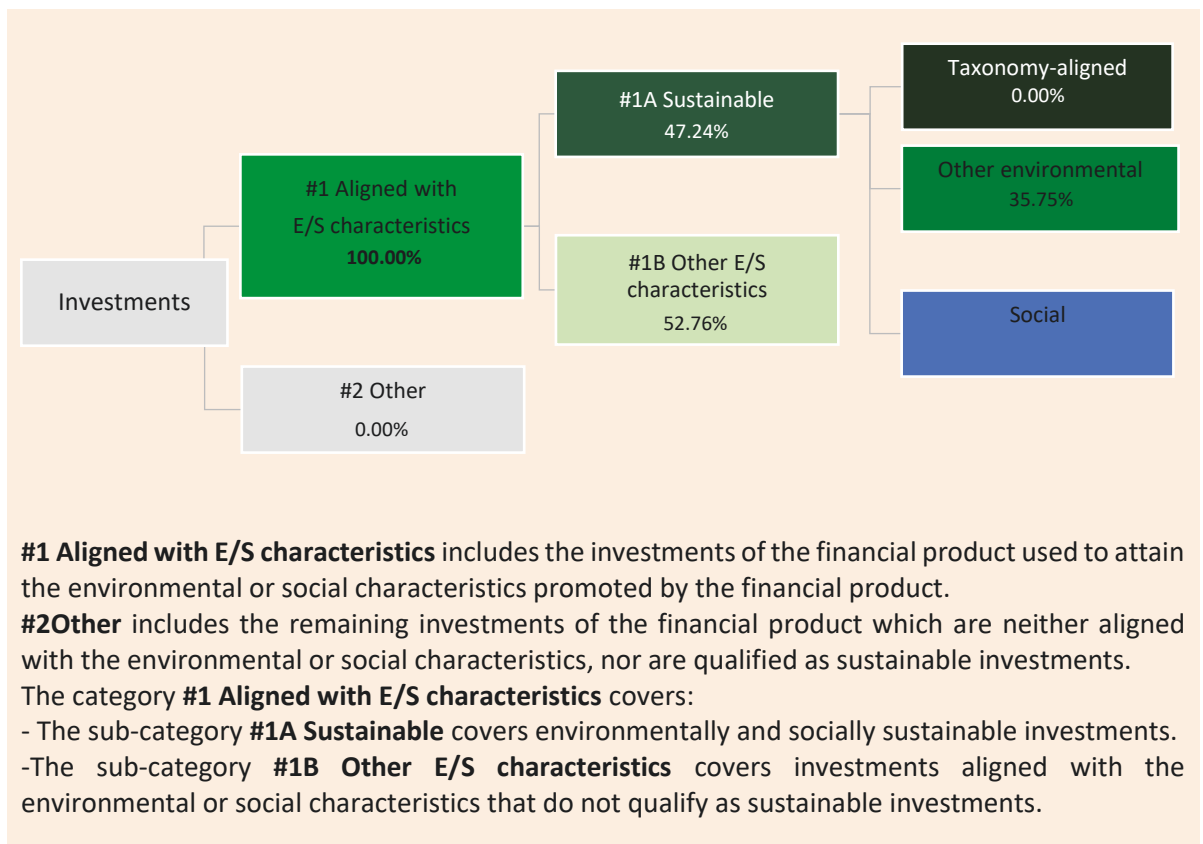 Investments
#1 Aligned with
E/S characteristics
100.00%
#2 Other
0.00%
#1A Sustainable
47.24%
#1B Other E/S
characteristics
52.76%
Taxonomy-aligned
0.00%
Other environmental
35.75%
Social
#1 Aligned with E/S characteristics includes the investments of the financial product used to attain
the environmental or social characteristics promoted by the financial product.
#2Other includes the remaining investments of the financial product which are neither aligned
with the environmental or social characteristics, nor are qualified as sustainable investments.
The category #1 Aligned with E/S characteristics covers:
- The sub-category #1A Sustainable covers environmentally and socially sustainable investments.
-The sub-category #1B Other E/S characteristics covers investments aligned with the
environmental or social characteristics that do not qualify as sustainable investments.